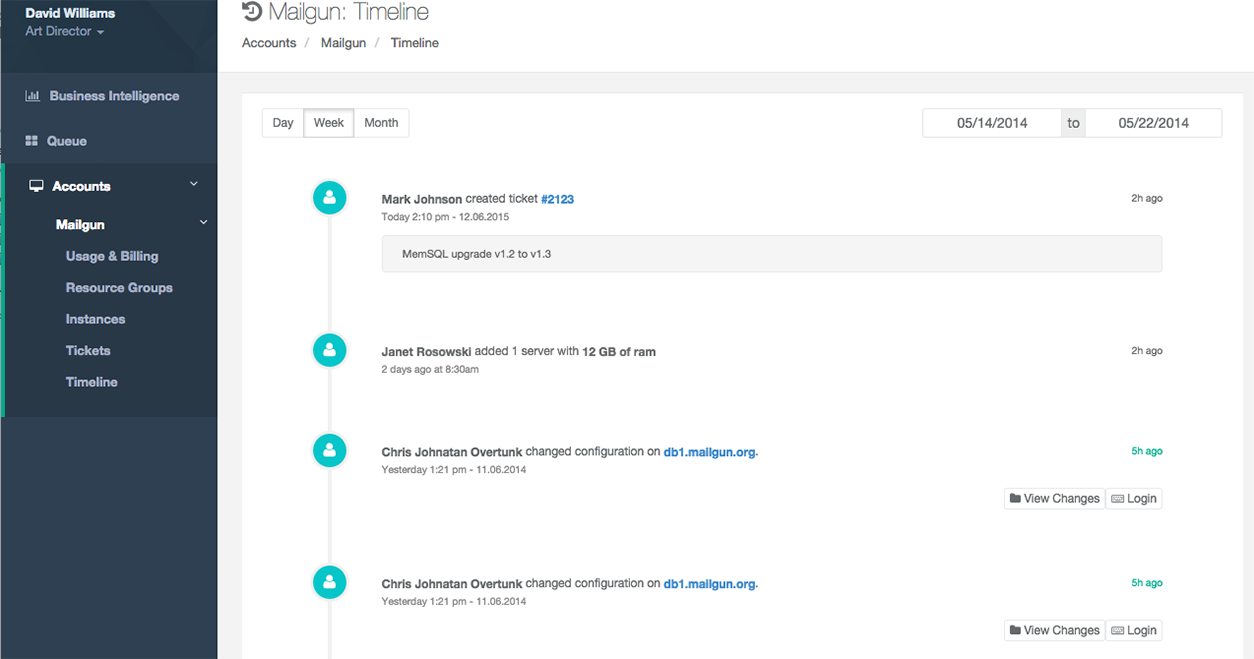 David Williams
Art Director
Business Intelligence
Queue
Accounts
Mailgun
Usage & Billing
Resource Groups
Instances
Tickets
Timeline
Mailgun: Timeline
Accounts / Mailgun / Timeline
Day Week Month
05/14/2014 to 05/22/2014
Mark Johnson created ticket #2123 2h ago
Today 2:10 pm - 12.06.2015
MemSQL upgrade v1.2 to v1.3
Janet Rosowski added 1 server with 12 GB of ram 2h ago
2 days ago at 8:30am
Chris Johnatan Overtunk changed configuration on db1.mailgun.org. 5h ago
Yesterday 1:21 pm - 11.06.2014
View Changes Login
Chris Johnatan Overtunk changed configuration on db1.mailgun.org. 5h ago
Yesterday 1:21 pm - 11.06.2014
View Changes Login